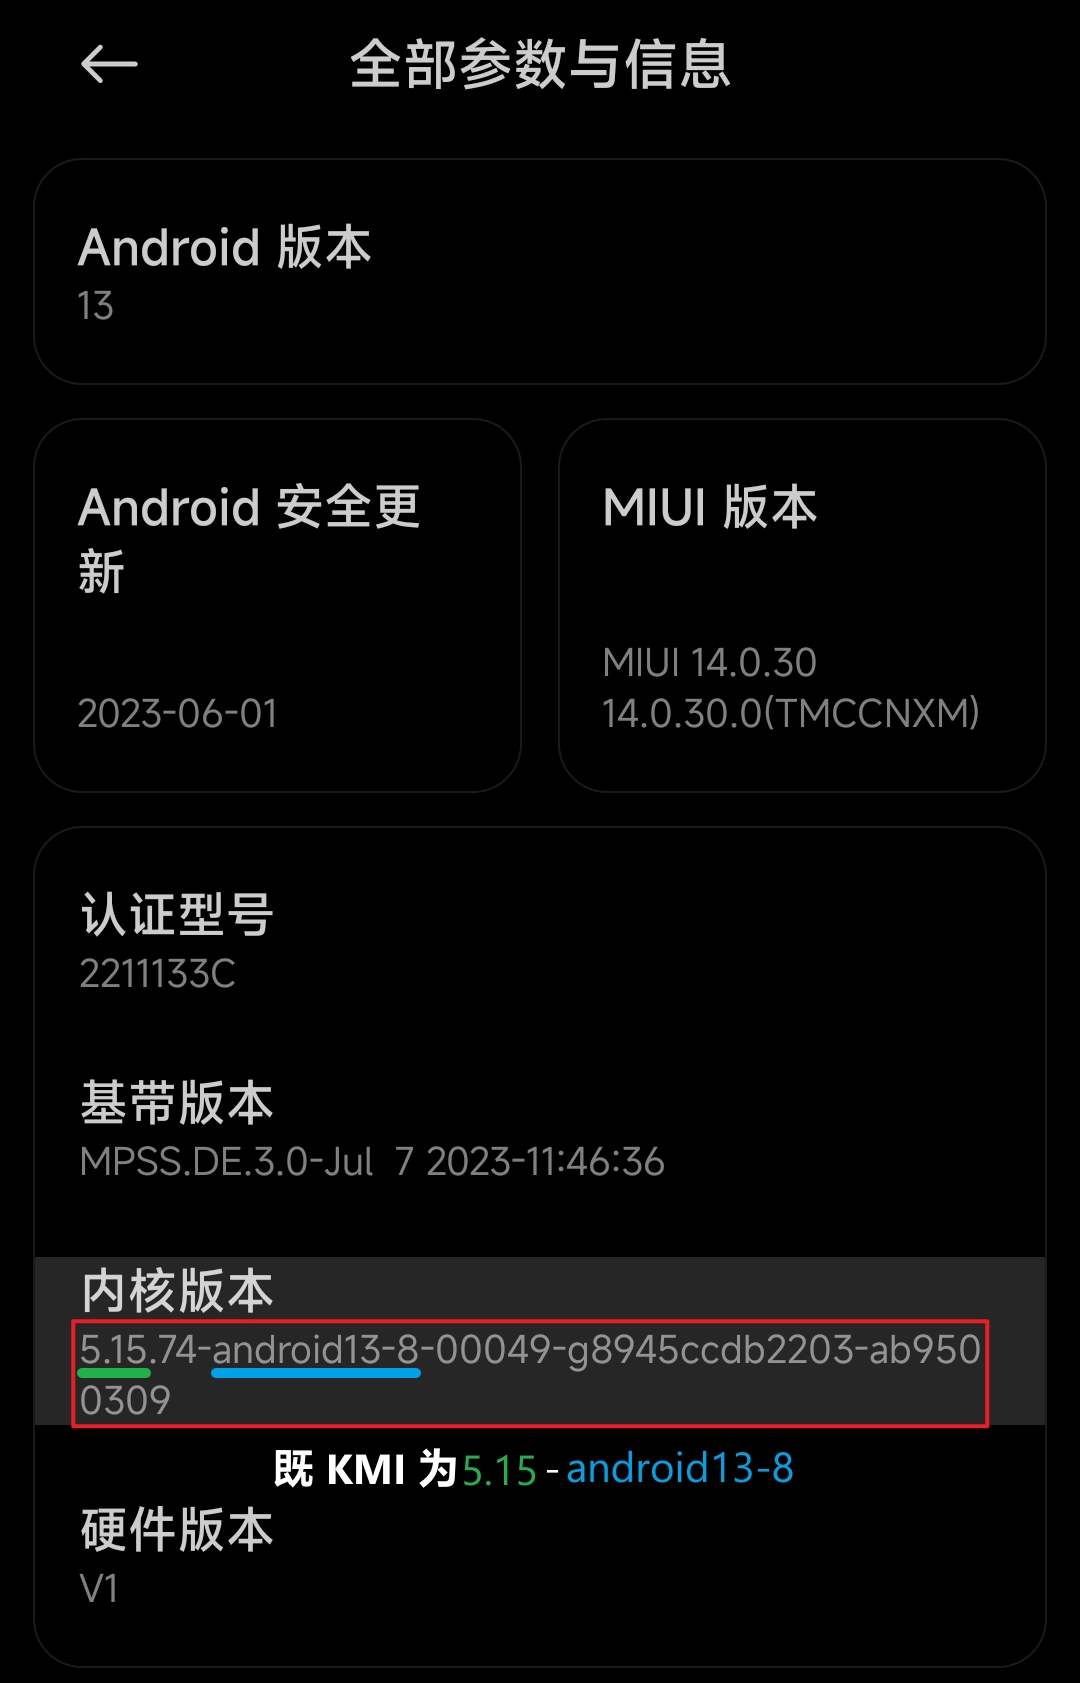 全部参数与信息
Android 版本
13
Android 安全更
新
2023-06-01
MIUI 版本
MIUI 14.0.30
14.0.30.0(TMCCNXM)
认证型号
2211133C
基带版本
MPSS.DE.3.0-Jul  7 2023-11:46:36
内核版本
5.15.74-android13-8-00049-g8945ccdb2203-ab950
0309
既 KMI 为5.15-android13-8
硬件版本
V1